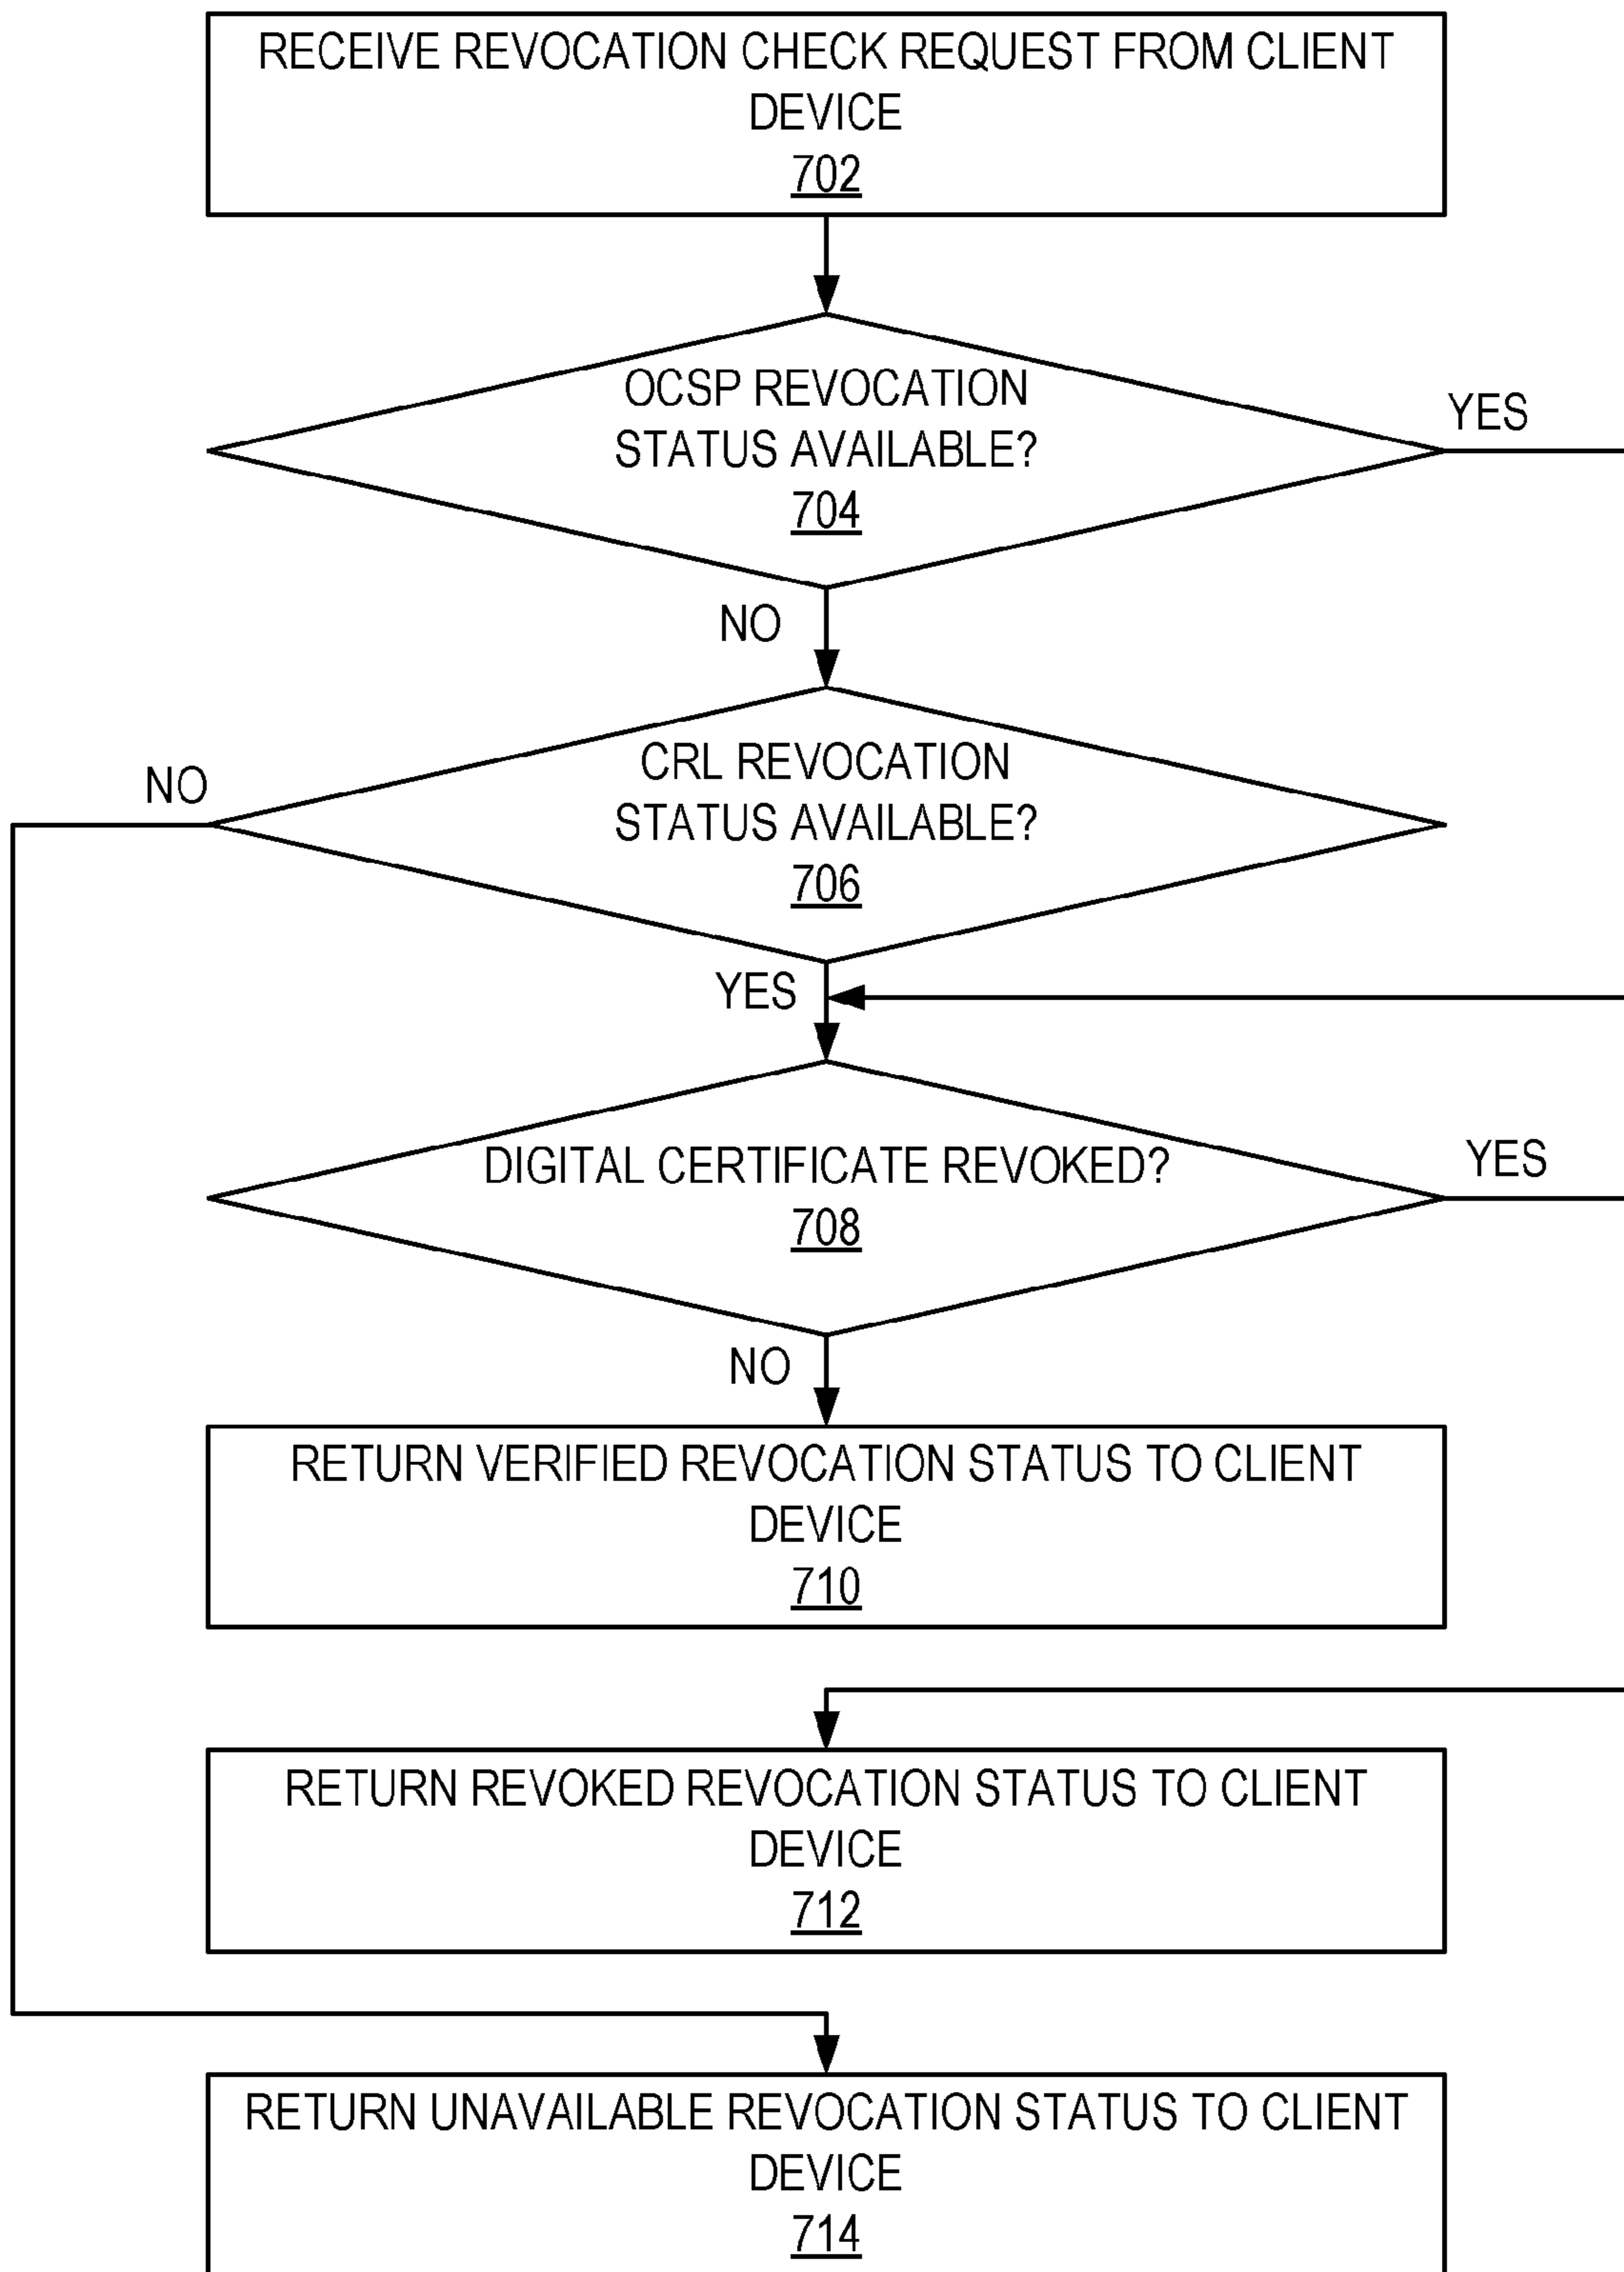 RECEIVE REVOCATION CHECK REQUEST FROM CLIENT
DEVICE
702
OCSP REVOCATION
STATUS AVAILABLE?
704
YES
NO
CRL REVOCATION
STATUS AVAILABLE?
706
NO
YES
DIGITAL CERTIFICATE REVOKED?
708
YES
NO
RETURN VERIFIED REVOCATION STATUS TO CLIENT
DEVICE
710
RETURN REVOKED REVOCATION STATUS TO CLIENT
DEVICE
712
RETURN UNAVAILABLE REVOCATION STATUS TO CLIENT
DEVICE
714